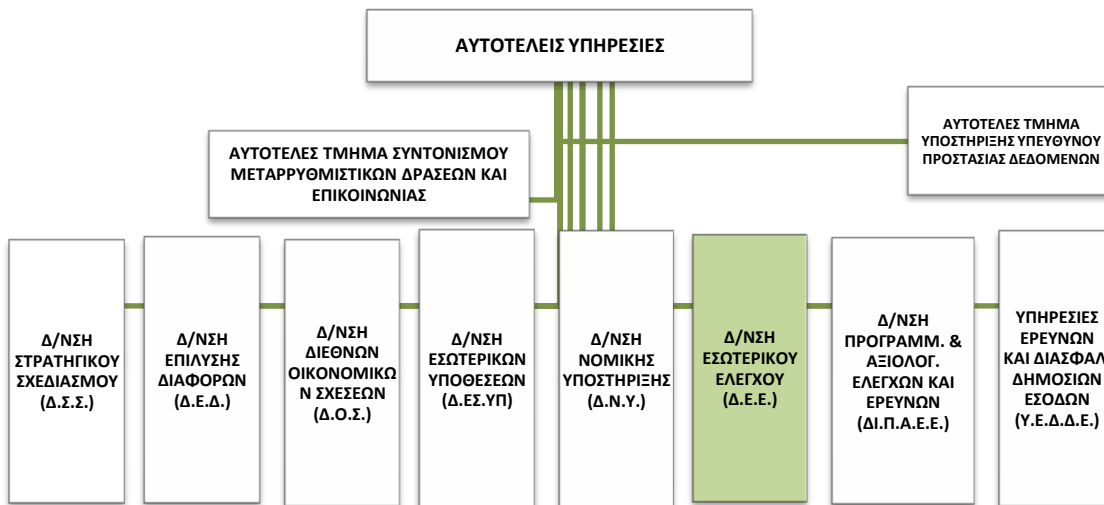 ΑΥΤΟΤΕΛΕΙΣ ΥΠΗΡΕΣΙΕΣ
ΑΥΤΟΤΕΛΕΣ ΤΜΗΜΑ
ΥΠΟΣΤΗΡΙΞΗΣ ΥΠΕΥΘΥΝΟΥ
ΠΡΟΣΤΑΣΙΑΣ ΔΕΔΟΜΕΝΩΝ
ΑΥΤΟΤΕΛΕΣ ΤΜΗΜΑ ΣΥΝΤΟΝΙΣΜΟΥ
ΜΕΤΑΡΡΥΘΜΙΣΤΙΚΩΝ ΔΡΑΣΕΩΝ ΚΑΙ
ΕΠΙΚΟΙΝΩΝΙΑΣ
Δ/ΝΣΗ
ΣΤΡΑΤΗΓΙΚΟΥ
ΣΧΕΔΙΑΣΜΟΥ
(Δ.Σ.Σ.)
Δ/ΝΣΗ
ΕΠΙΛΥΣΗΣ
ΔΙΑΦΟΡΩΝ
(Δ.Ε.Δ.)
Δ/ΝΣΗ
ΔΙΕΘΝΩΝ
ΟΙΚΟΝΟΜΙΚΩ
Ν ΣΧΕΣΕΩΝ
(Δ.Ο.Σ.)
Δ/ΝΣΗ
ΕΣΩΤΕΡΙΚΩΝ
ΥΠΟΘΕΣΕΩΝ
(Δ.ΕΣ.ΥΠ)
Δ/ΝΣΗ
ΝΟΜΙΚΗΣ
ΥΠΟΣΤΗΡΙΞΗΣ
(Δ.Ν.Υ.)
Δ/ΝΣΗ
ΕΣΩΤΕΡΙΚΟΥ
ΕΛΕΓΧΟΥ
(Δ.Ε.Ε.)
Δ/ΝΣΗ
ΠΡΟΓΡΑΜΜ. &
ΑΞΙΟΛΟΓ.
ΕΛΕΓΧΩΝ ΚΑΙ
ΕΡΕΥΝΩΝ
(ΔΙ.Π.Α.Ε.Ε.)
ΥΠΗΡΕΣΙΕΣ
ΕΡΕΥΝΩΝ
ΚΑΙ ΔΙΑΣΦΑΛ
ΔΗΜΟΣΙΩΝ
ΕΣΟΔΩΝ
(Υ.Ε.Δ.Δ.Ε.)